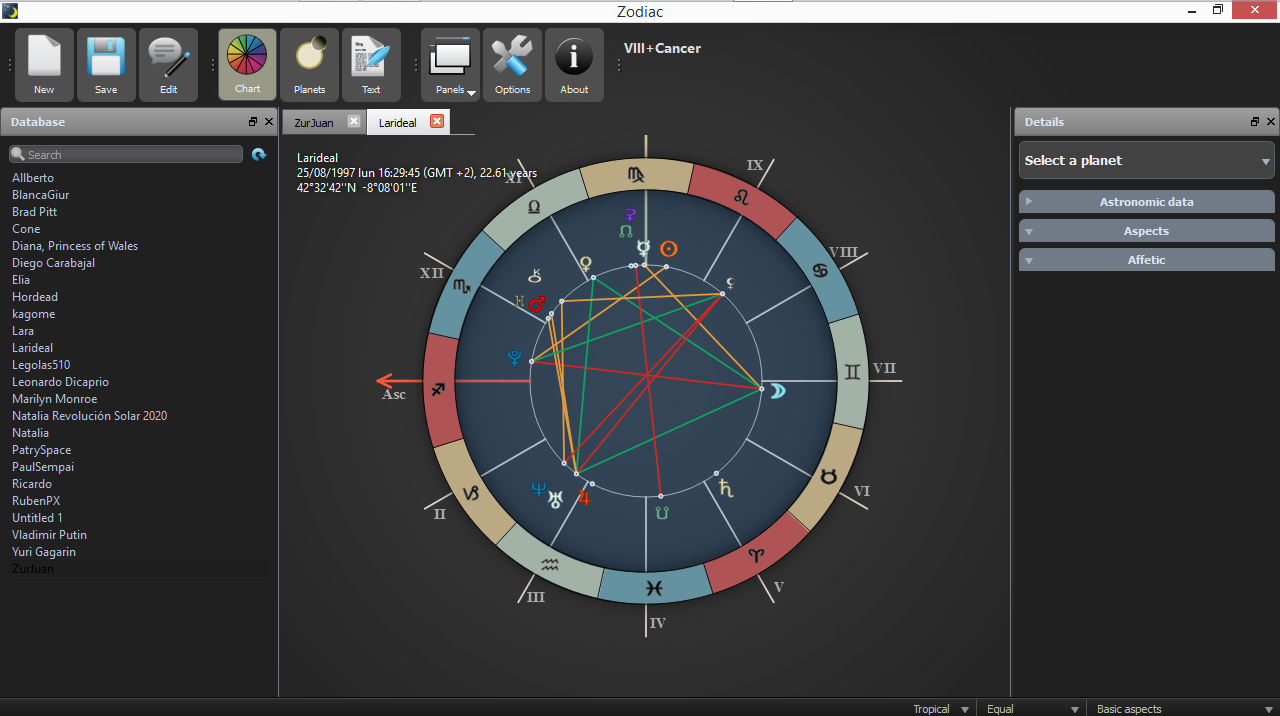 Zodiac
New
Save
Edit
Chart
Planets
Text
Panels
Options
About
VIII+Cancer
Database
Search
Allberto
BlancaGiur
Brad Pitt
Cone
Diana, Princess of Wales
Diego Carabajal
Elia
Hordead
kagome
Lara
Larideal
Legolas510
Leonardo Dicaprio
Marilyn Monroe
Natalia Revolución Solar 2020
Natalia
PatrySpace
PaulSempai
Ricardo
RubenPX
Untitled 1
Vladimir Putin
Yuri Gagarin
ZurJuan
ZurJuan
Larideal
Larideal
25/08/1997 lun 16:29:45 (GMT +2), 22.61 years
42°32'42''N  -8°08'01''E
XI
IX
VIII
XII
VII
Asc
VI
II
V
III
IV
Details
Select a planet
Astronomic data
Aspects
Affetic
Tropical
Equal
Basic aspects